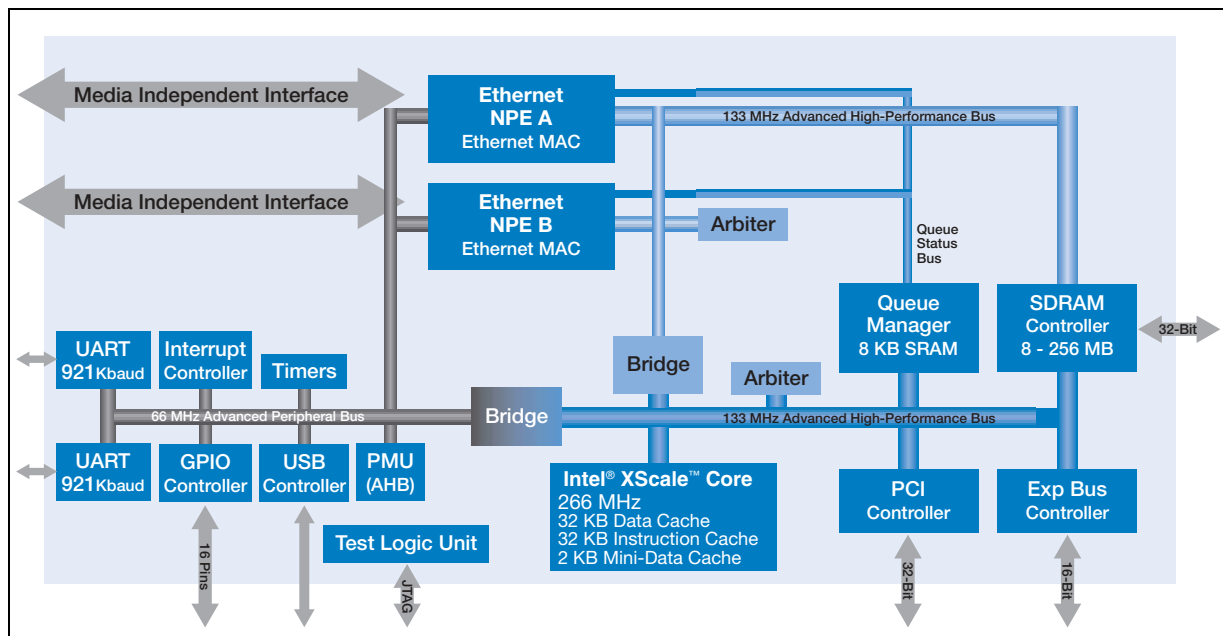 Media Independent Interface
Ethernet
NPE A
Ethernet MAC
133 MHz Advanced High-Performance Bus
Media Independent Interface
Ethernet
NPE B
Ethernet MAC
Arbiter
Queue
Status
Bus
Queue
Manager
8 KB SRAM
SDRAM
Controller
8 - 256 MB
32-Bit
UART
921 Kbaud
Interrupt
Controller
Timers
Bridge
Arbiter
66 MHz Advanced Peripheral Bus
Bridge
133 MHz Advanced High-Performance Bus
UART
921 Kbaud
GPIO
Controller
USB
Controller
PMU
(AHB)
Intel® XScale™ Core
266 MHz
32 KB Data Cache
32 KB Instruction Cache
2 KB Mini-Data Cache
PCI
Controller
Exp Bus
Controller
Test Logic Unit
16 Pins
JTAG
32-Bit
16-Bit